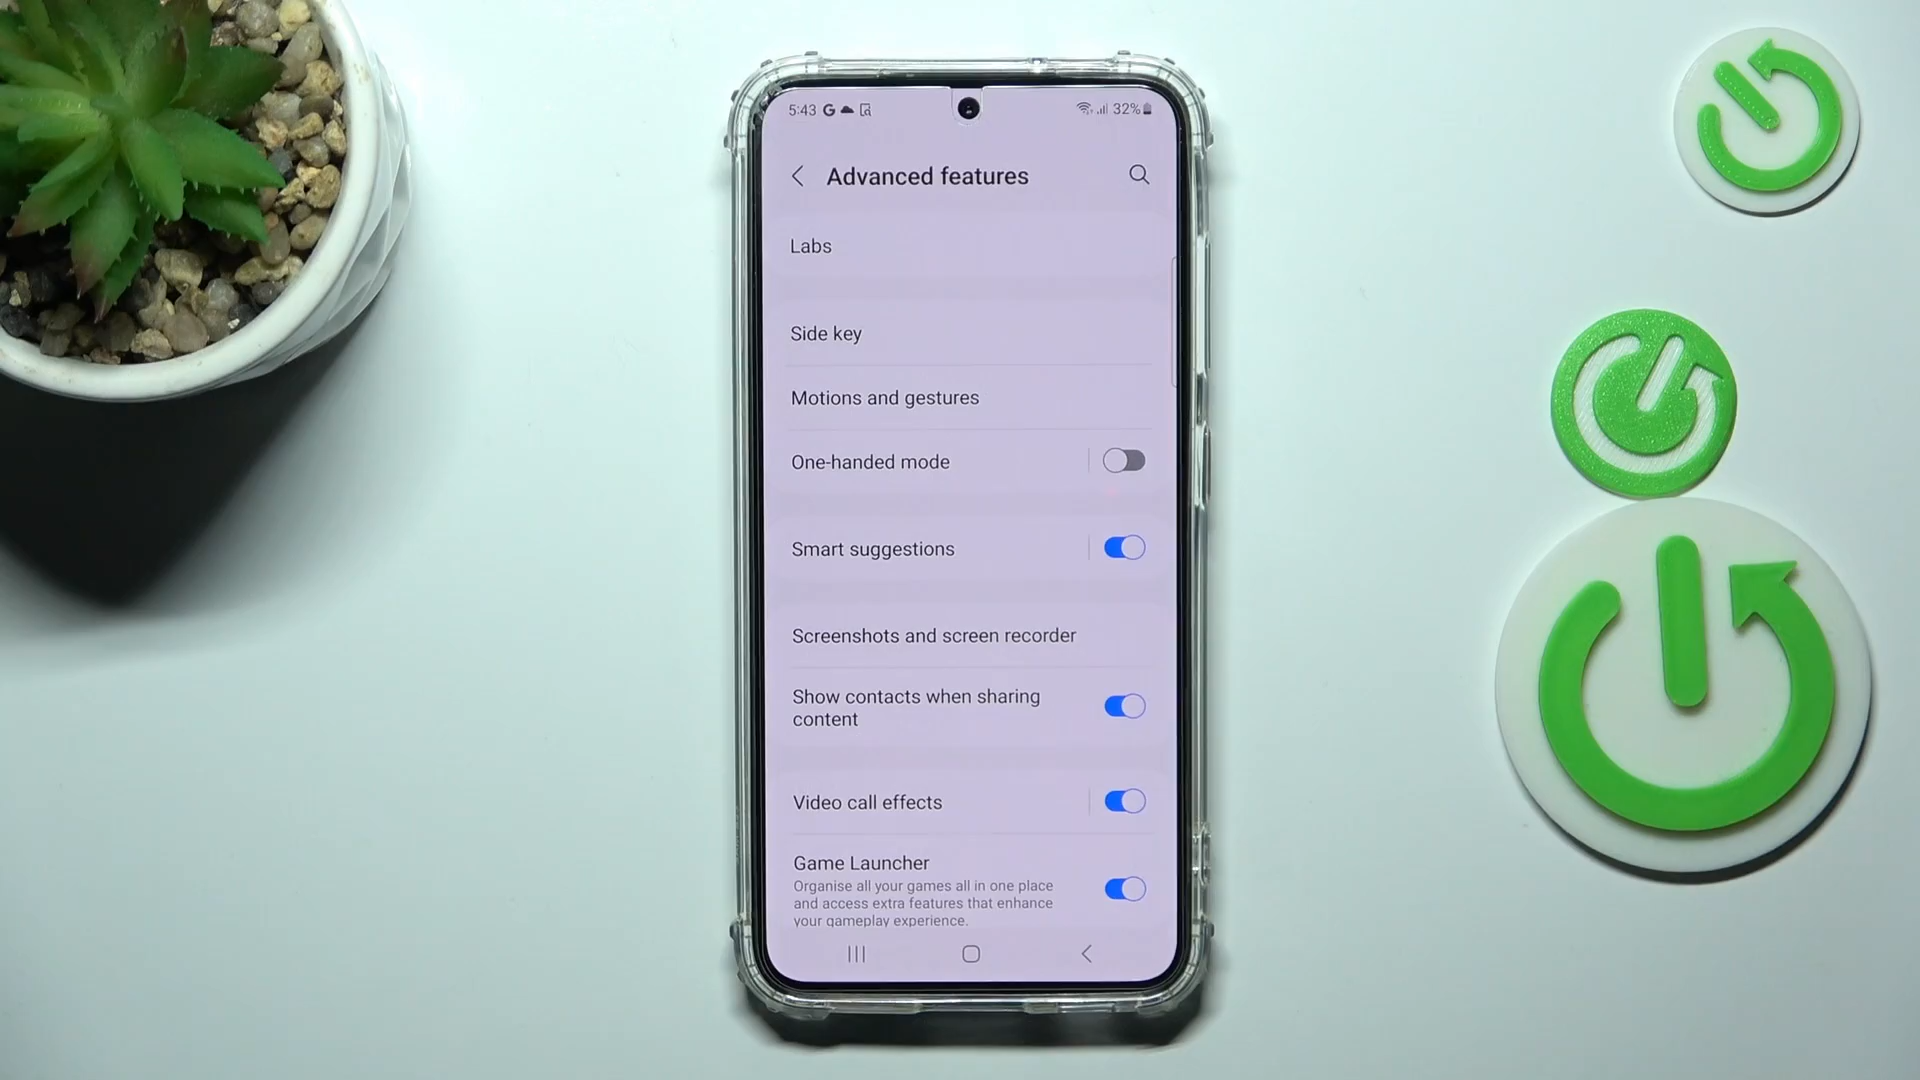 5:43 G 32%
Advanced features
Labs
Side key
Motions and gestures
One-handed mode
Smart suggestions
Screenshots and screen recorder
Show contacts when sharing
content
Video call effects
Game Launcher
Organise all your games all in one place
and access extra features that enhance
your gameplay experience.